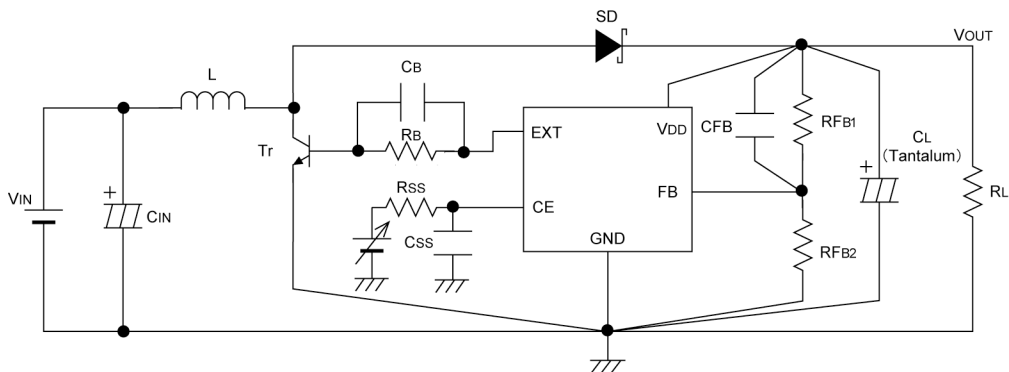 SD
VOUT
L
CB
RB
EXT
VDD
CFB
RFB1
CL
(Tantalum)
+
Tr
FB
RL
VIN
+
CIN
RSS
CE
CSS
GND
RFB2